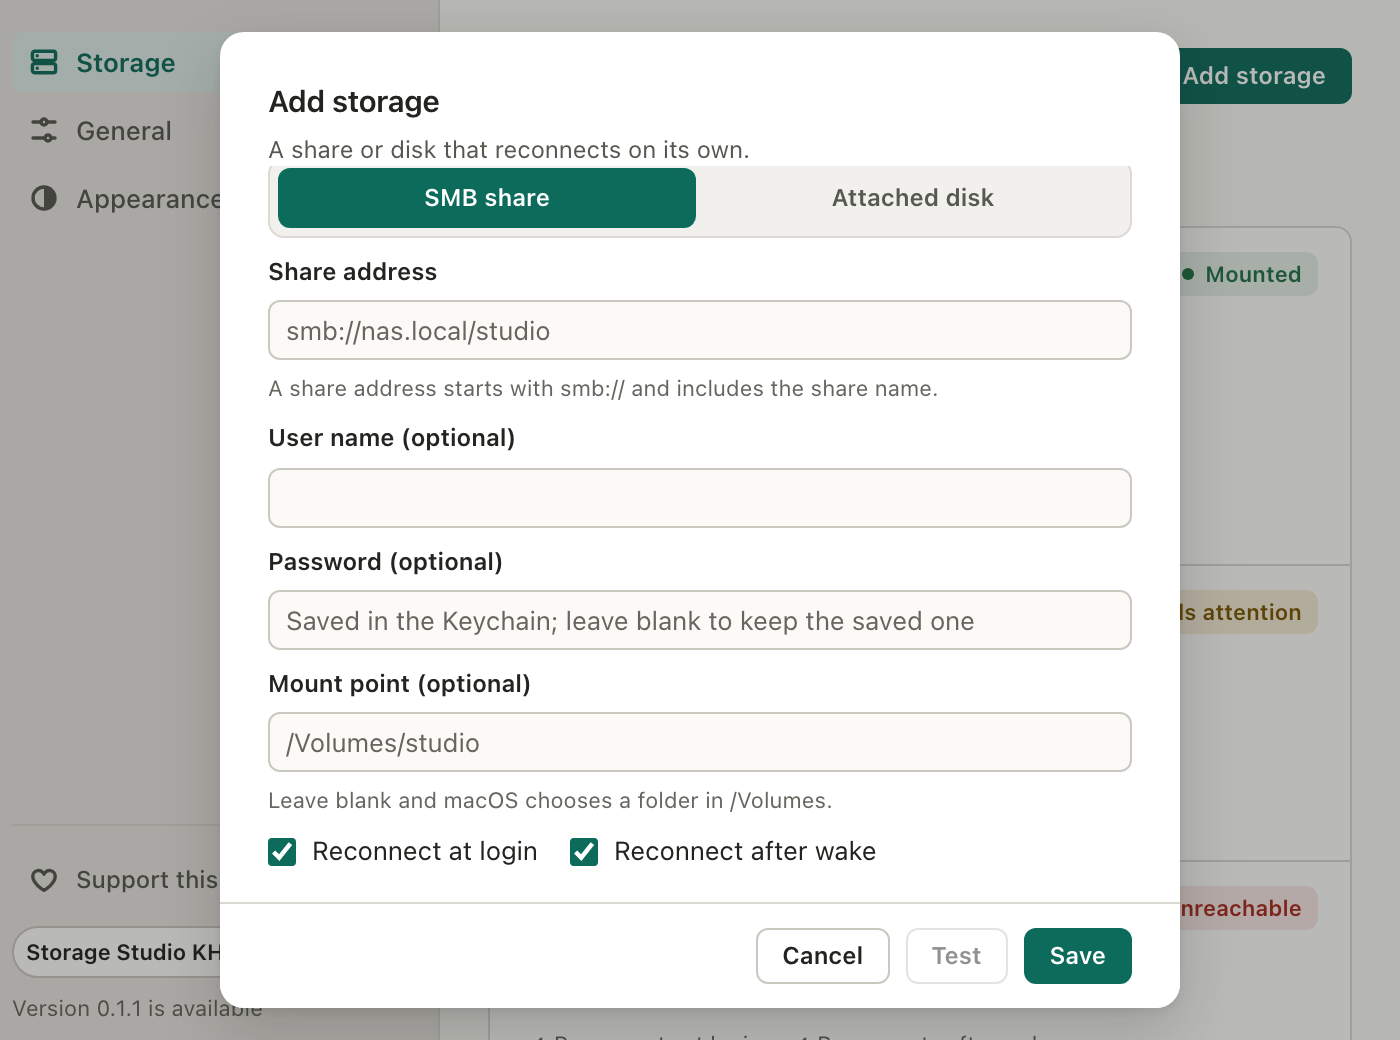 Storage
General
Appearance
Support this
Storage Studio KH
Version 0.1.1 is available
Add storage
Mounted
attention
Add storage
A share or disk that reconnects on its own.
SMB share
Attached disk
Share address
smb://nas.local/studio
A share address starts with smb:// and includes the share name.
User name (optional)
Password (optional)
Saved in the Keychain; leave blank to keep the saved one
Mount point (optional)
/Volumes/studio
Leave blank and macOS chooses a folder in /Volumes.
Reconnect at login
Reconnect after wake
Cancel
Test
Save